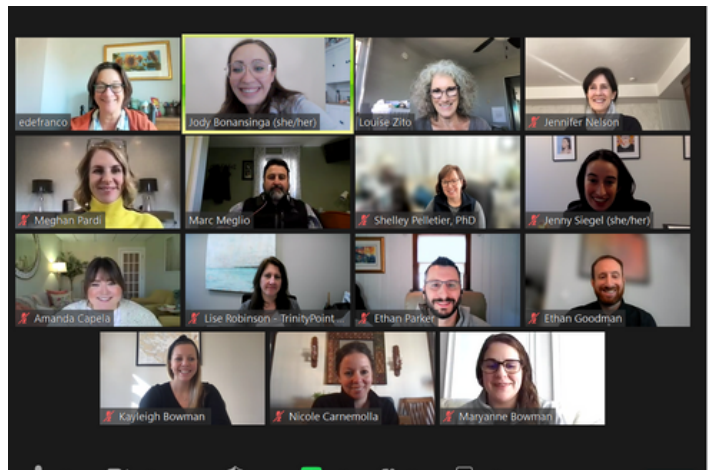 edefranco
Jody Bonansinga (she/her)
Louise Zito
Jennifer Nelson
Meghan Pardi
Marc Meglio
Shelley Pelletier, PhD
Jenny Siegel (she/her)
Amanda Capela
Lise Robinson - TrinityPoint ...
Ethan Parker
Ethan Goodman
Kayleigh Bowman
Nicole Carnemolla
Maryanne Bowman